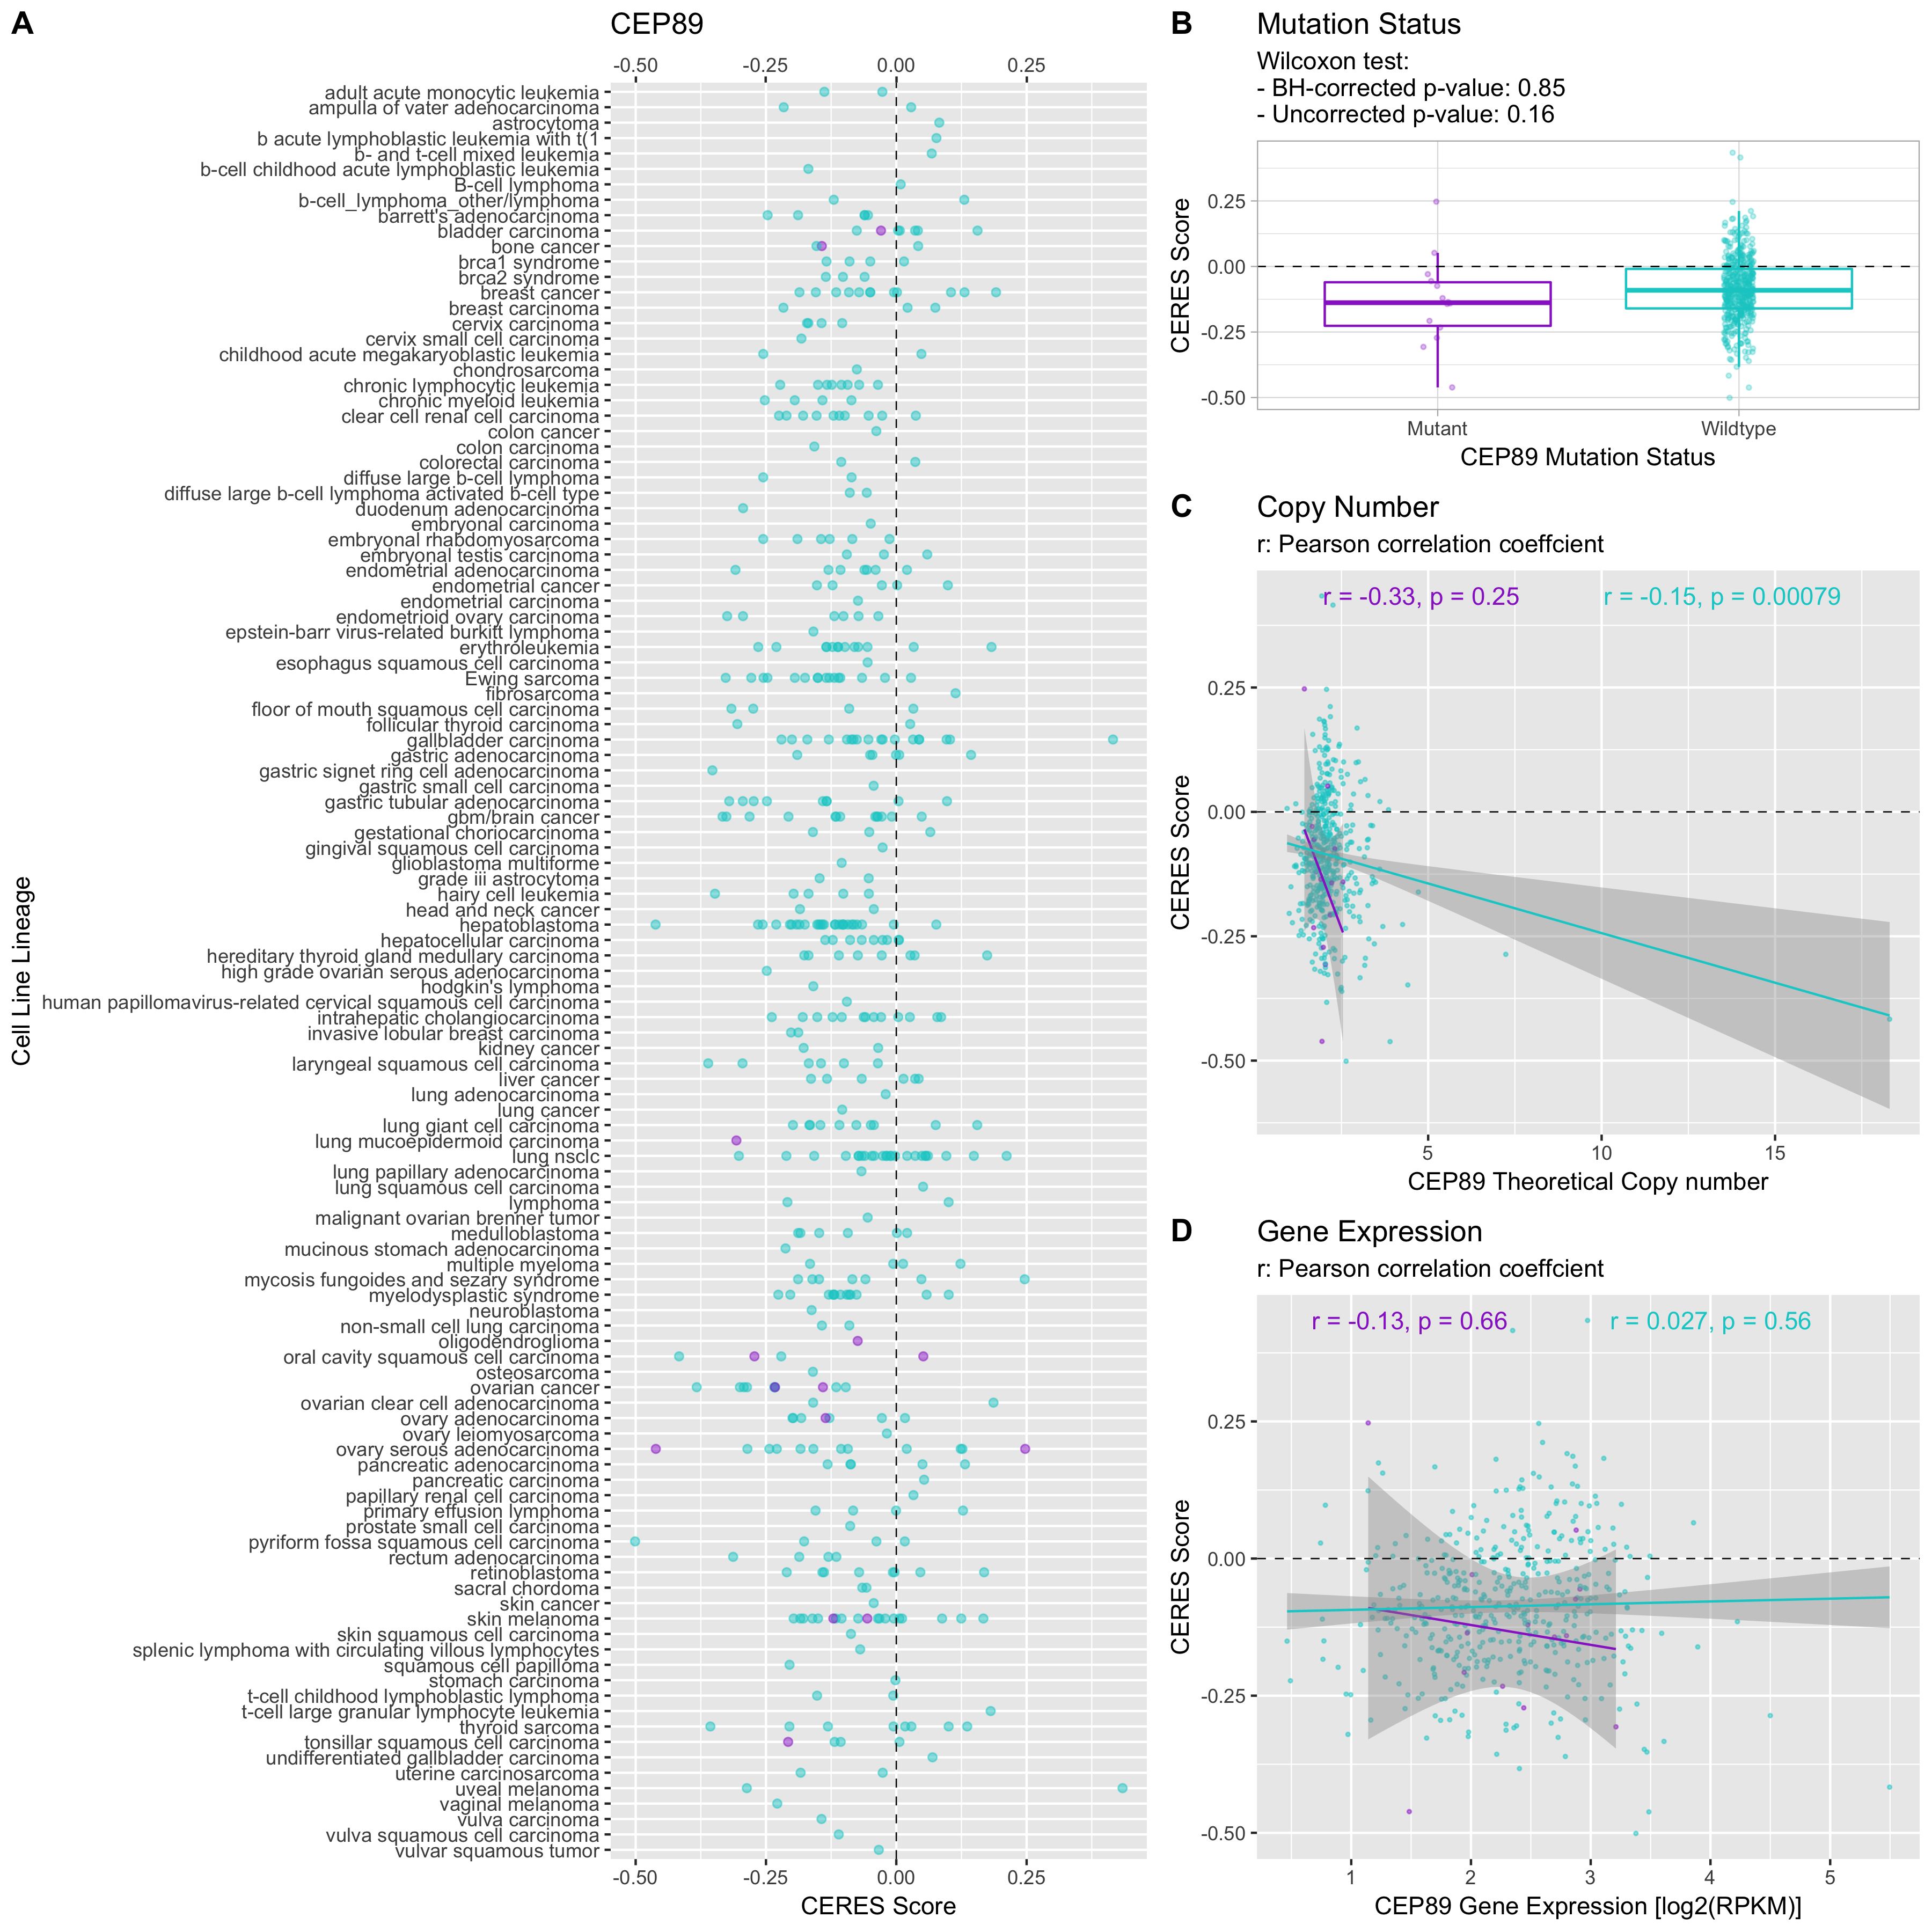 A
CEP89
-0.50 -0.25 0.00 0.25
Cell Line Lineage
adult acute monocytic leukemia
ampulla of vater adenocarcinoma
astrocytoma
b acute lymphoblastic leukemia with t(1
b- and t-cell mixed leukemia
b-cell childhood acute lymphoblastic leukemia
B-cell lymphoma
b-cell_lymphoma_other/lymphoma
barrett's adenocarcinoma
bladder carcinoma
bone cancer
brca1 syndrome
brca2 syndrome
breast cancer
breast carcinoma
cervix carcinoma
cervix small cell carcinoma
childhood acute megakaryoblastic leukemia
chondrosarcoma
chronic lymphocytic leukemia
chronic myeloid leukemia
clear cell renal cell carcinoma
colon cancer
colon carcinoma
colorectal carcinoma
diffuse large b-cell lymphoma
diffuse large b-cell lymphoma activated b-cell type
duodenum adenocarcinoma
embryonal carcinoma
embryonal rhabdomyosarcoma
embryonal testis carcinoma
endometrial adenocarcinoma
endometrial cancer
endometrial carcinoma
endometrioid ovary carcinoma
epstein-barr virus-related burkitt lymphoma
erythroleukemia
esophagus squamous cell carcinoma
Ewing sarcoma
fibrosarcoma
floor of mouth squamous cell carcinoma
follicular thyroid carcinoma
gallbladder carcinoma
gastric adenocarcinoma
gastric signet ring cell adenocarcinoma
gastric small cell carcinoma
gastric tubular adenocarcinoma
gbm/brain cancer
gestational choriocarcinoma
gingival squamous cell carcinoma
glioblastoma multiforme
grade iii astrocytoma
hairy cell leukemia
head and neck cancer
hepatoblastoma
hepatocellular carcinoma
hereditary thyroid gland medullary carcinoma
high grade ovarian serous adenocarcinoma
hodgkin's lymphoma
human papillomavirus-related cervical squamous cell carcinoma
intrahepatic cholangiocarcinoma
invasive lobular breast carcinoma
kidney cancer
laryngeal squamous cell carcinoma
liver cancer
lung adenocarcinoma
lung cancer
lung giant cell carcinoma
lung mucoepidermoid carcinoma
lung nsclc
lung papillary adenocarcinoma
lung squamous cell carcinoma
lymphoma
malignant ovarian brenner tumor
medulloblastoma
mucinous stomach adenocarcinoma
multiple myeloma
mycosis fungoides and sezary syndrome
myelodysplastic syndrome
neuroblastoma
non-small cell lung carcinoma
oligodendroglioma
oral cavity squamous cell carcinoma
osteosarcoma
ovarian cancer
ovarian clear cell adenocarcinoma
ovary adenocarcinoma
ovary leiomyosarcoma
ovary serous adenocarcinoma
pancreatic adenocarcinoma
pancreatic carcinoma
papillary renal cell carcinoma
primary effusion lymphoma
prostate small cell carcinoma
pyriform fossa squamous cell carcinoma
rectum adenocarcinoma
retinoblastoma
sacral chordoma
skin cancer
skin melanoma
skin squamous cell carcinoma
splenic lymphoma with circulating villous lymphocytes
squamous cell papilloma
stomach carcinoma
t-cell childhood lymphoblastic lymphoma
t-cell large granular lymphocyte leukemia
thyroid sarcoma
tonsillar squamous cell carcinoma
undifferentiated gallbladder carcinoma
uterine carcinosarcoma
uveal melanoma
vaginal melanoma
vulva carcinoma
vulva squamous cell carcinoma
vulvar squamous tumor
-0.50 -0.25 0.00 0.25
CERES Score
B
Mutation Status
Wilcoxon test:
- BH-corrected p-value: 0.85
- Uncorrected p-value: 0.16
CERES Score
0.25
0.00
-0.25
-0.50
Mutant Wildtype
CEP89 Mutation Status
C
Copy Number
r: Pearson correlation coeffcient
r = -0.33, p = 0.25 r = -0.15, p = 0.00079
CERES Score
0.25
0.00
-0.25
-0.50
5 10 15
CEP89 Theoretical Copy number
D
Gene Expression
r: Pearson correlation coeffcient
r = -0.13, p = 0.66 r = 0.027, p = 0.56
CERES Score
0.25
0.00
-0.25
-0.50
1 2 3 4 5
CEP89 Gene Expression [log2(RPKM)]